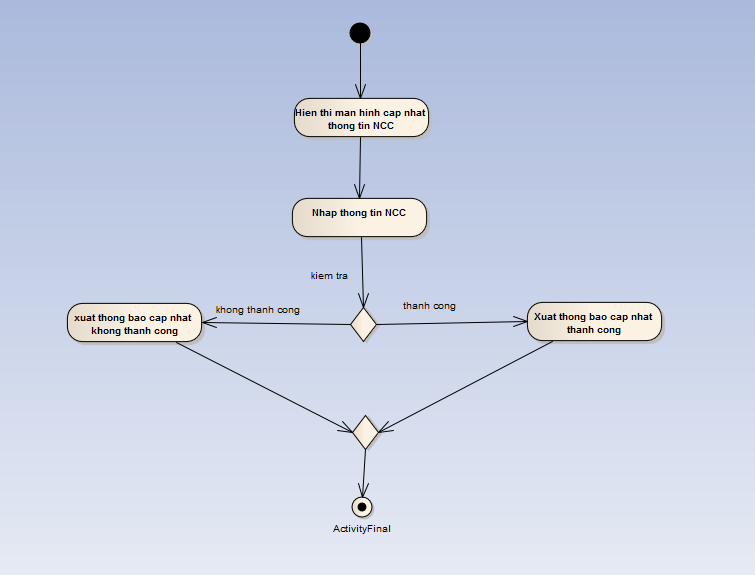 Hien thi man hinh cap nhat
thong tin NCC
Nhap thong tin NCC
kiem tra
khong thanh cong
thanh cong
xuat thong bao cap nhat
khong thanh cong
Xuat thong bao cap nhat
thanh cong
ActivityFinal